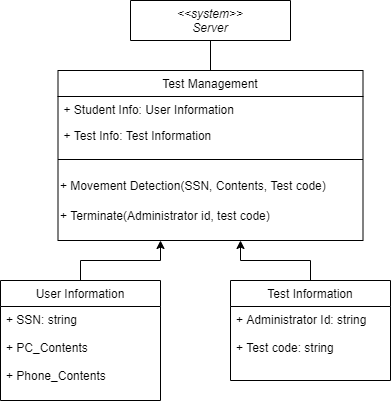 <<system>>
Server
Test Management
+ Student Info: User Information
+ Test Info: Test Information
+ Movement Detection(SSN, Contents, Test code)
+ Terminate(Administrator id, test code)
User Information
+ SSN: string
+ PC_Contents
+ Phone_Contents
Test Information
+ Administrator Id: string
+ Test code: string